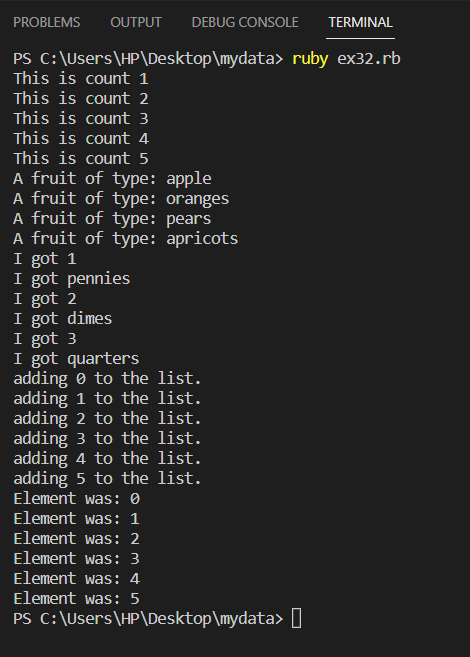 PROBLEMS OUTPUT DEBUG CONSOLE TERMINAL
PS C:\Users\HP\Desktop\mydata> ruby ex32.rb
This is count 1
This is count 2
This is count 3
This is count 4
This is count 5
A fruit of type: apple
A fruit of type: oranges
A fruit of type: pears
A fruit of type: apricots
I got 1
I got pennies
I got 2
I got dimes
I got 3
I got quarters
adding 0 to the list.
adding 1 to the list.
adding 2 to the list.
adding 3 to the list.
adding 4 to the list.
adding 5 to the list.
Element was: 0
Element was: 1
Element was: 2
Element was: 3
Element was: 4
Element was: 5
PS C:\Users\HP\Desktop\mydata>